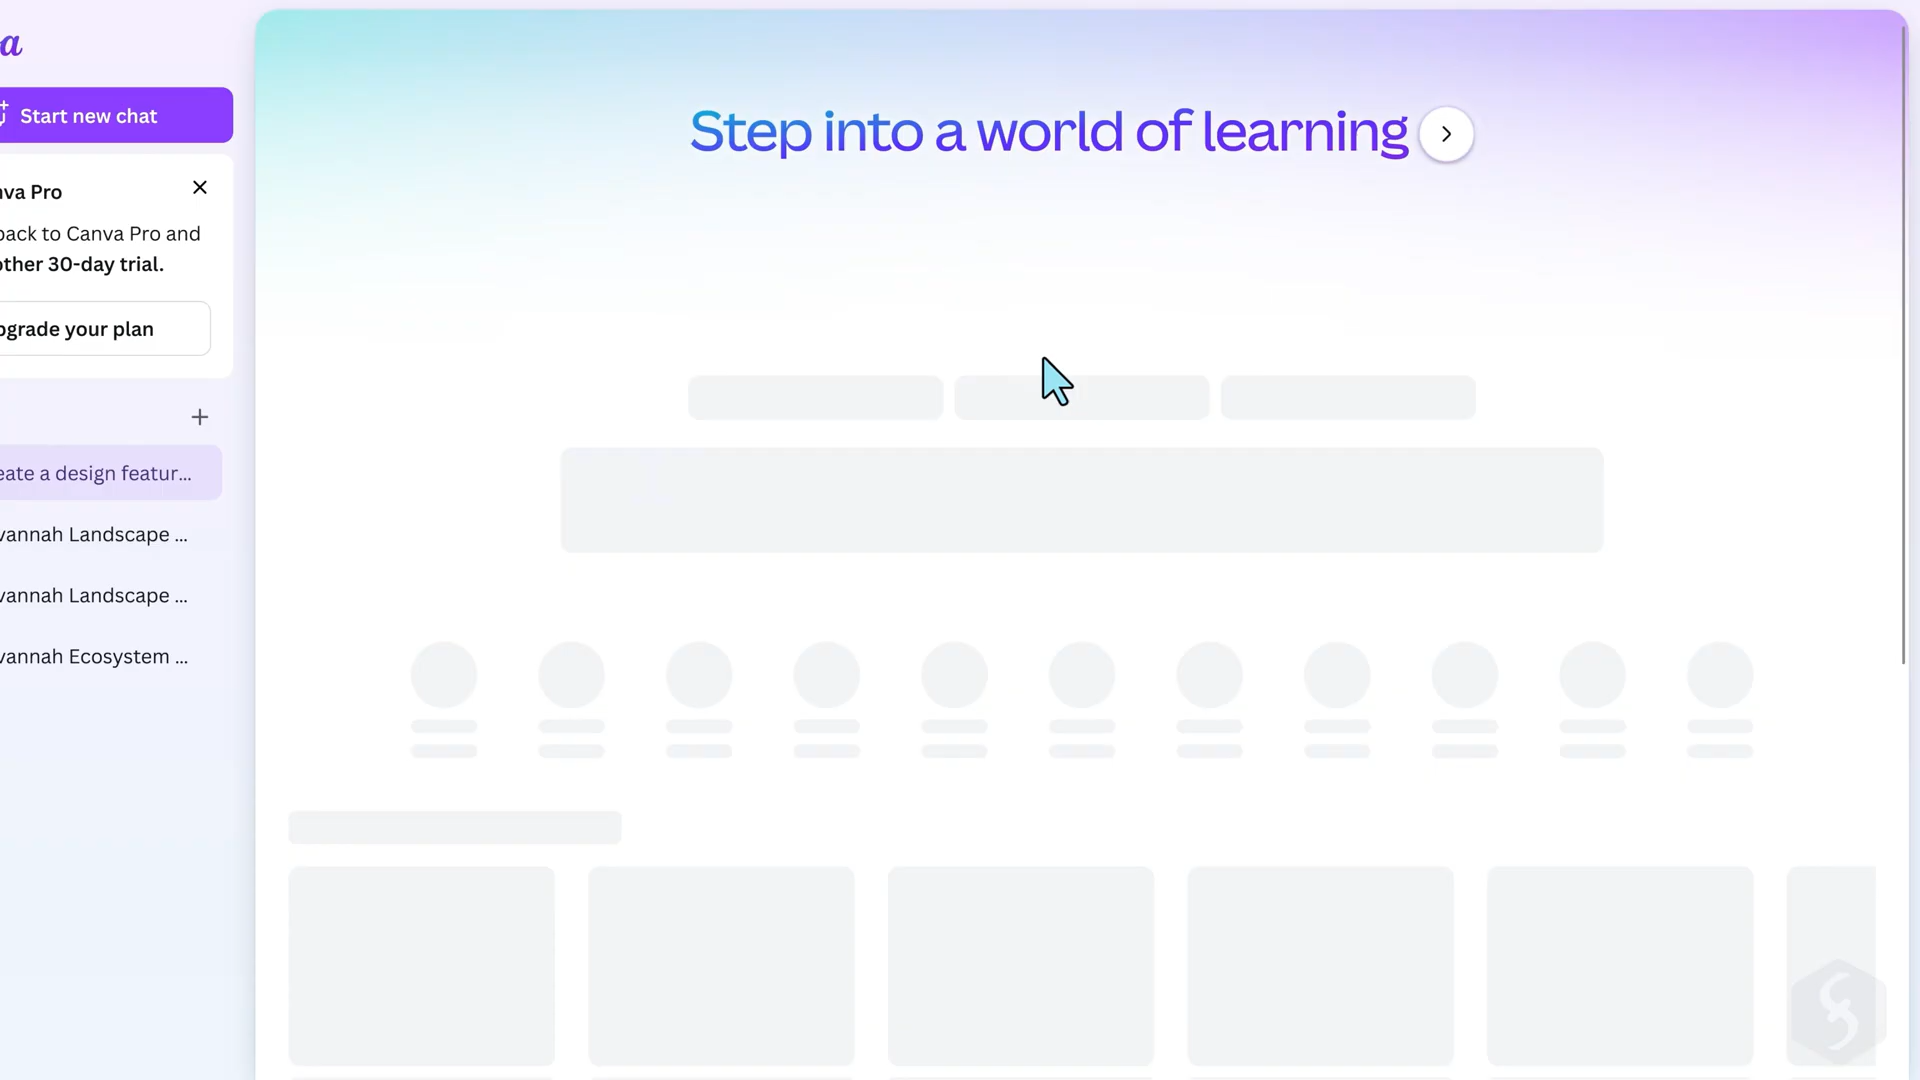 a
Start new chat
va Pro
back to Canva Pro and
other 30-day trial.
pgrade your plan
eate a design featur...
vannah Landscape ...
vannah Landscape ...
vannah Ecosystem ...
Step into a world of learning